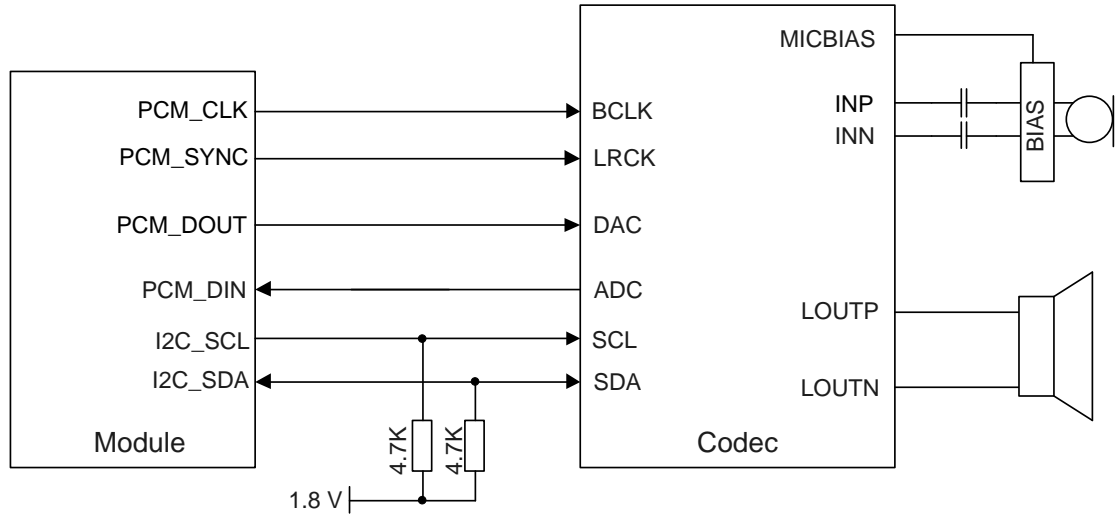 MICBIAS
PCM_CLK
BCLK
INP
INN
BIAS
PCM_SYNC
LRCK
PCM_DOUT
DAC
PCM_DIN
ADC
LOUTP
I2C_SCL
SCL
I2C_SDA
SDA
LOUTN
Module
4.7K
4.7K
Codec
1.8 V